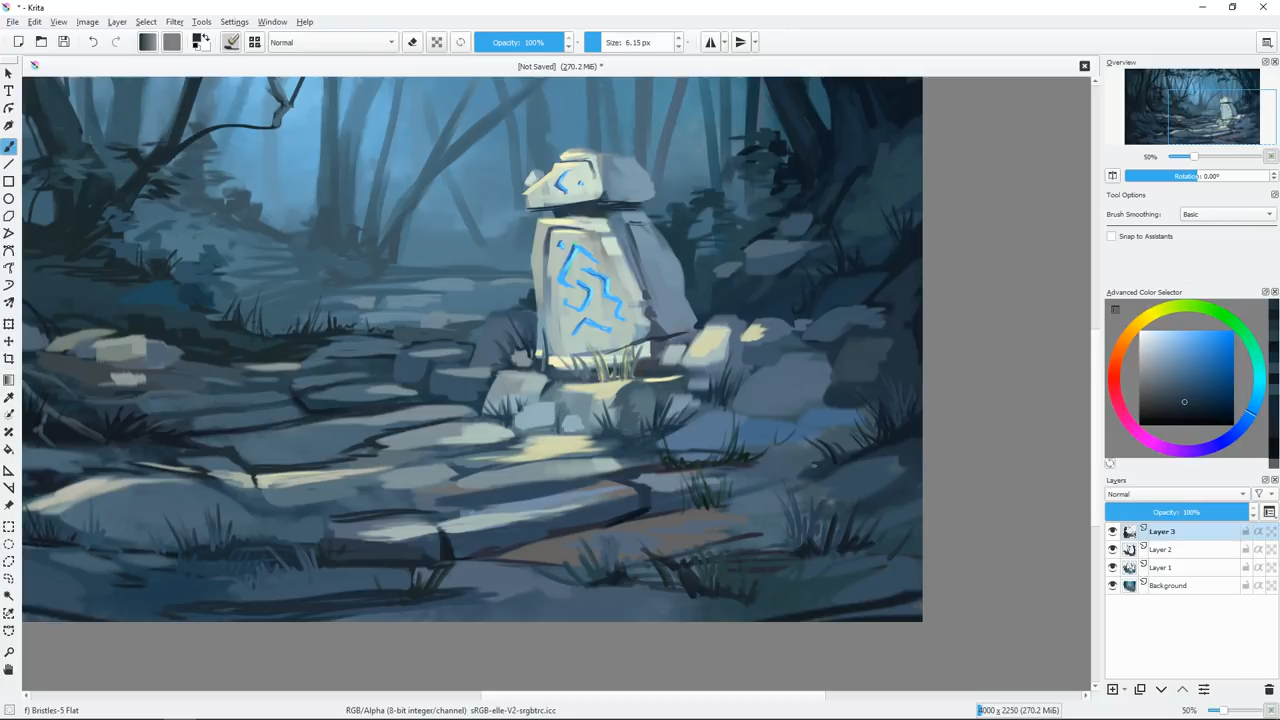 * - Krita
File Edit View Image Layer Select Filter Tools Settings Window Help
Normal Opacity: 100% Size: 6.15 px
[Not Saved] (270.2 MiB) *
Overview
50%
Rotation: 0.00°
Tool Options
Brush Smoothing: Basic
Snap to Assistants
Advanced Color Selector
Layers
Normal
Opacity: 100%
Layer 3
Layer 2
Layer 1
Background
f) Bristles-5 Flat RGB/Alpha (8-bit integer/channel) sRGB-elle-V2-srgbtrc.icc 4000 x 2250 (270.2 MiB) 50%